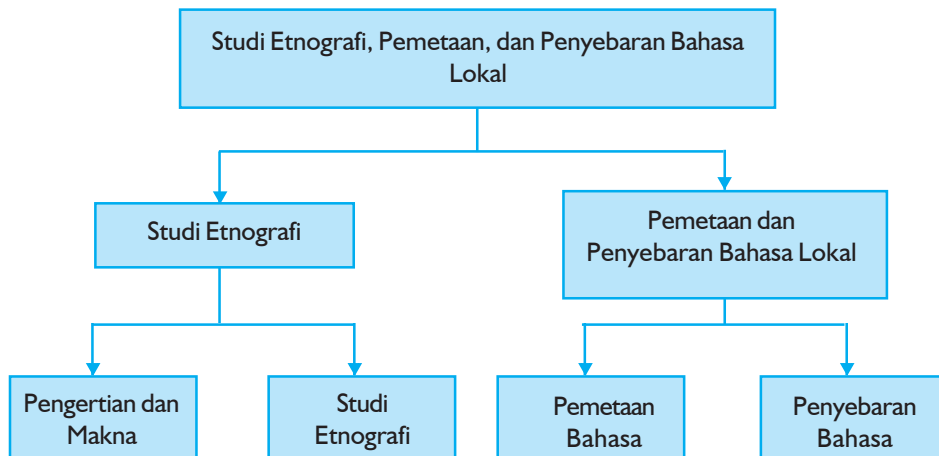 Studi Etnografi, Pemetaan, dan Penyebaran Bahasa
Lokal
Studi Etnografi
Pemetaan dan
Penyebaran Bahasa Lokal
Pengertian dan
Makna
Studi
Etnografi
Pemetaan
Bahasa
Penyebaran
Bahasa